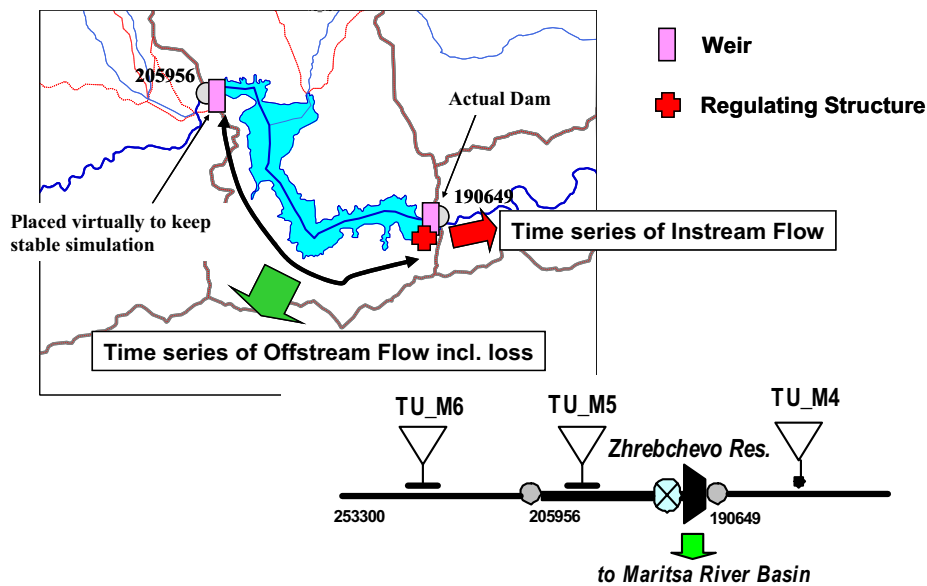 205956
Weir
Actual Dam
Regulating Structure
190649
Placed virtually to keep
stable simulation
Time series of Instream Flow
Time series of Offstream Flow incl. loss
TU_M6
TU_M5
TU_M4
Zhrebchevo Res.
253300
205956
190649
to Maritsa River Basin